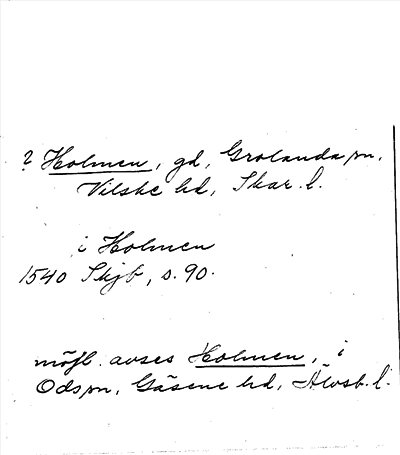 ? Holmen, gd, Grolanda sn,
Vilske hd, Skar. l.
i Holmen
1540 Skjb, s. 90.
möjl. avses Holmen, i
Ods sn, Gäsene hd, Älvsb. l.